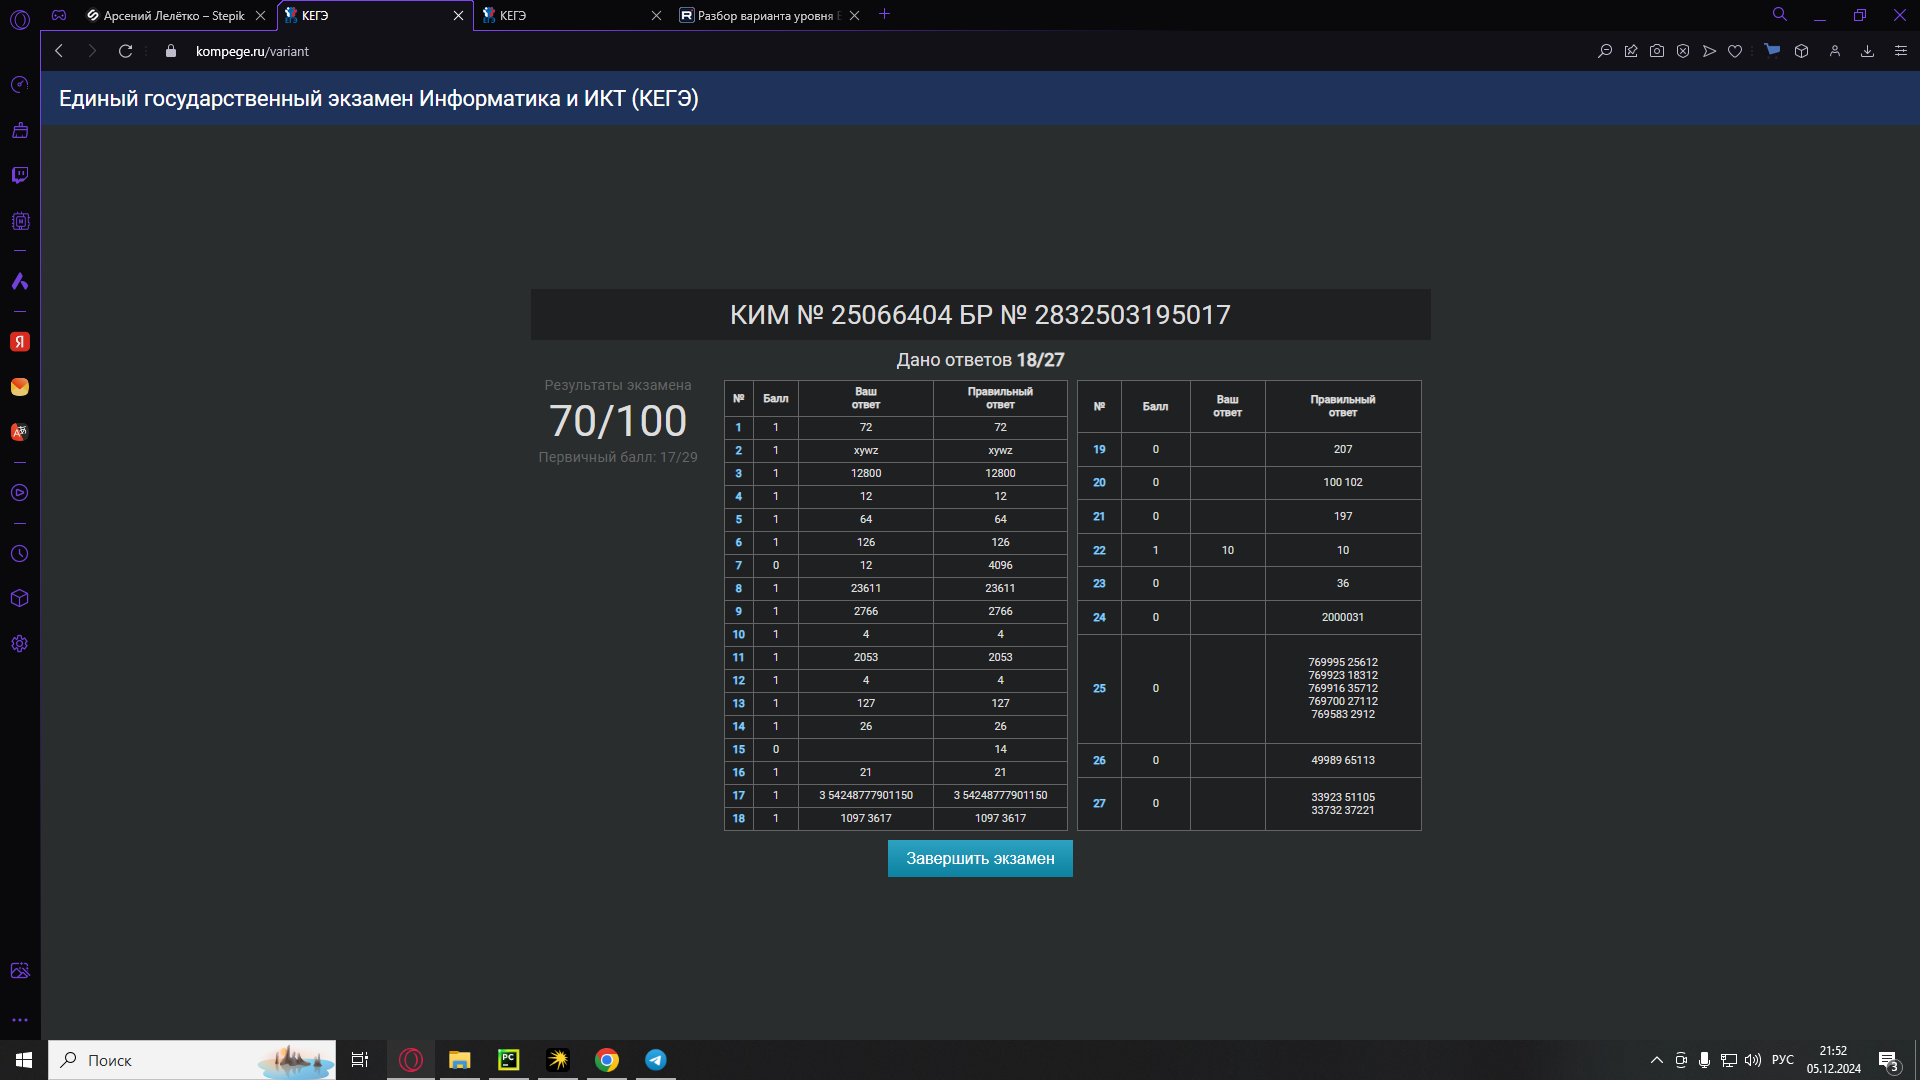 Арсений Лелётко – Stepik
КЕГЭ
КЕГЭ
Разбор варианта уровня
kompege.ru/variant
Единый государственный экзамен Информатика и ИКТ (КЕГЭ)
КИМ № 25066404 БР № 2832503195017
Дано ответов 18/27
Результаты экзамена
70/100
Первичный балл: 17/29
№ Балл Ваш ответ Правильный ответ
1 1 72 72
2 1 xywz xywz
3 1 12800 12800
4 1 12 12
5 1 64 64
6 1 126 126
7 0 12 4096
8 1 23611 23611
9 1 2766 2766
10 1 4 4
11 1 2053 2053
12 1 4 4
13 1 127 127
14 1 26 26
15 0 14
16 1 21 21
17 1 3 54248777901150 3 54248777901150
18 1 1097 3617 1097 3617
№ Балл Ваш ответ Правильный ответ
19 0 207
20 0 100 102
21 0 197
22 1 10 10
23 0 36
24 0 2000031
25 0 769995 25612
769923 18312
769916 35712
769700 27112
769583 2912
26 0 49989 65113
27 0 33923 51105
33732 37221
Завершить экзамен
Поиск
РУС
21:52
05.12.2024
3